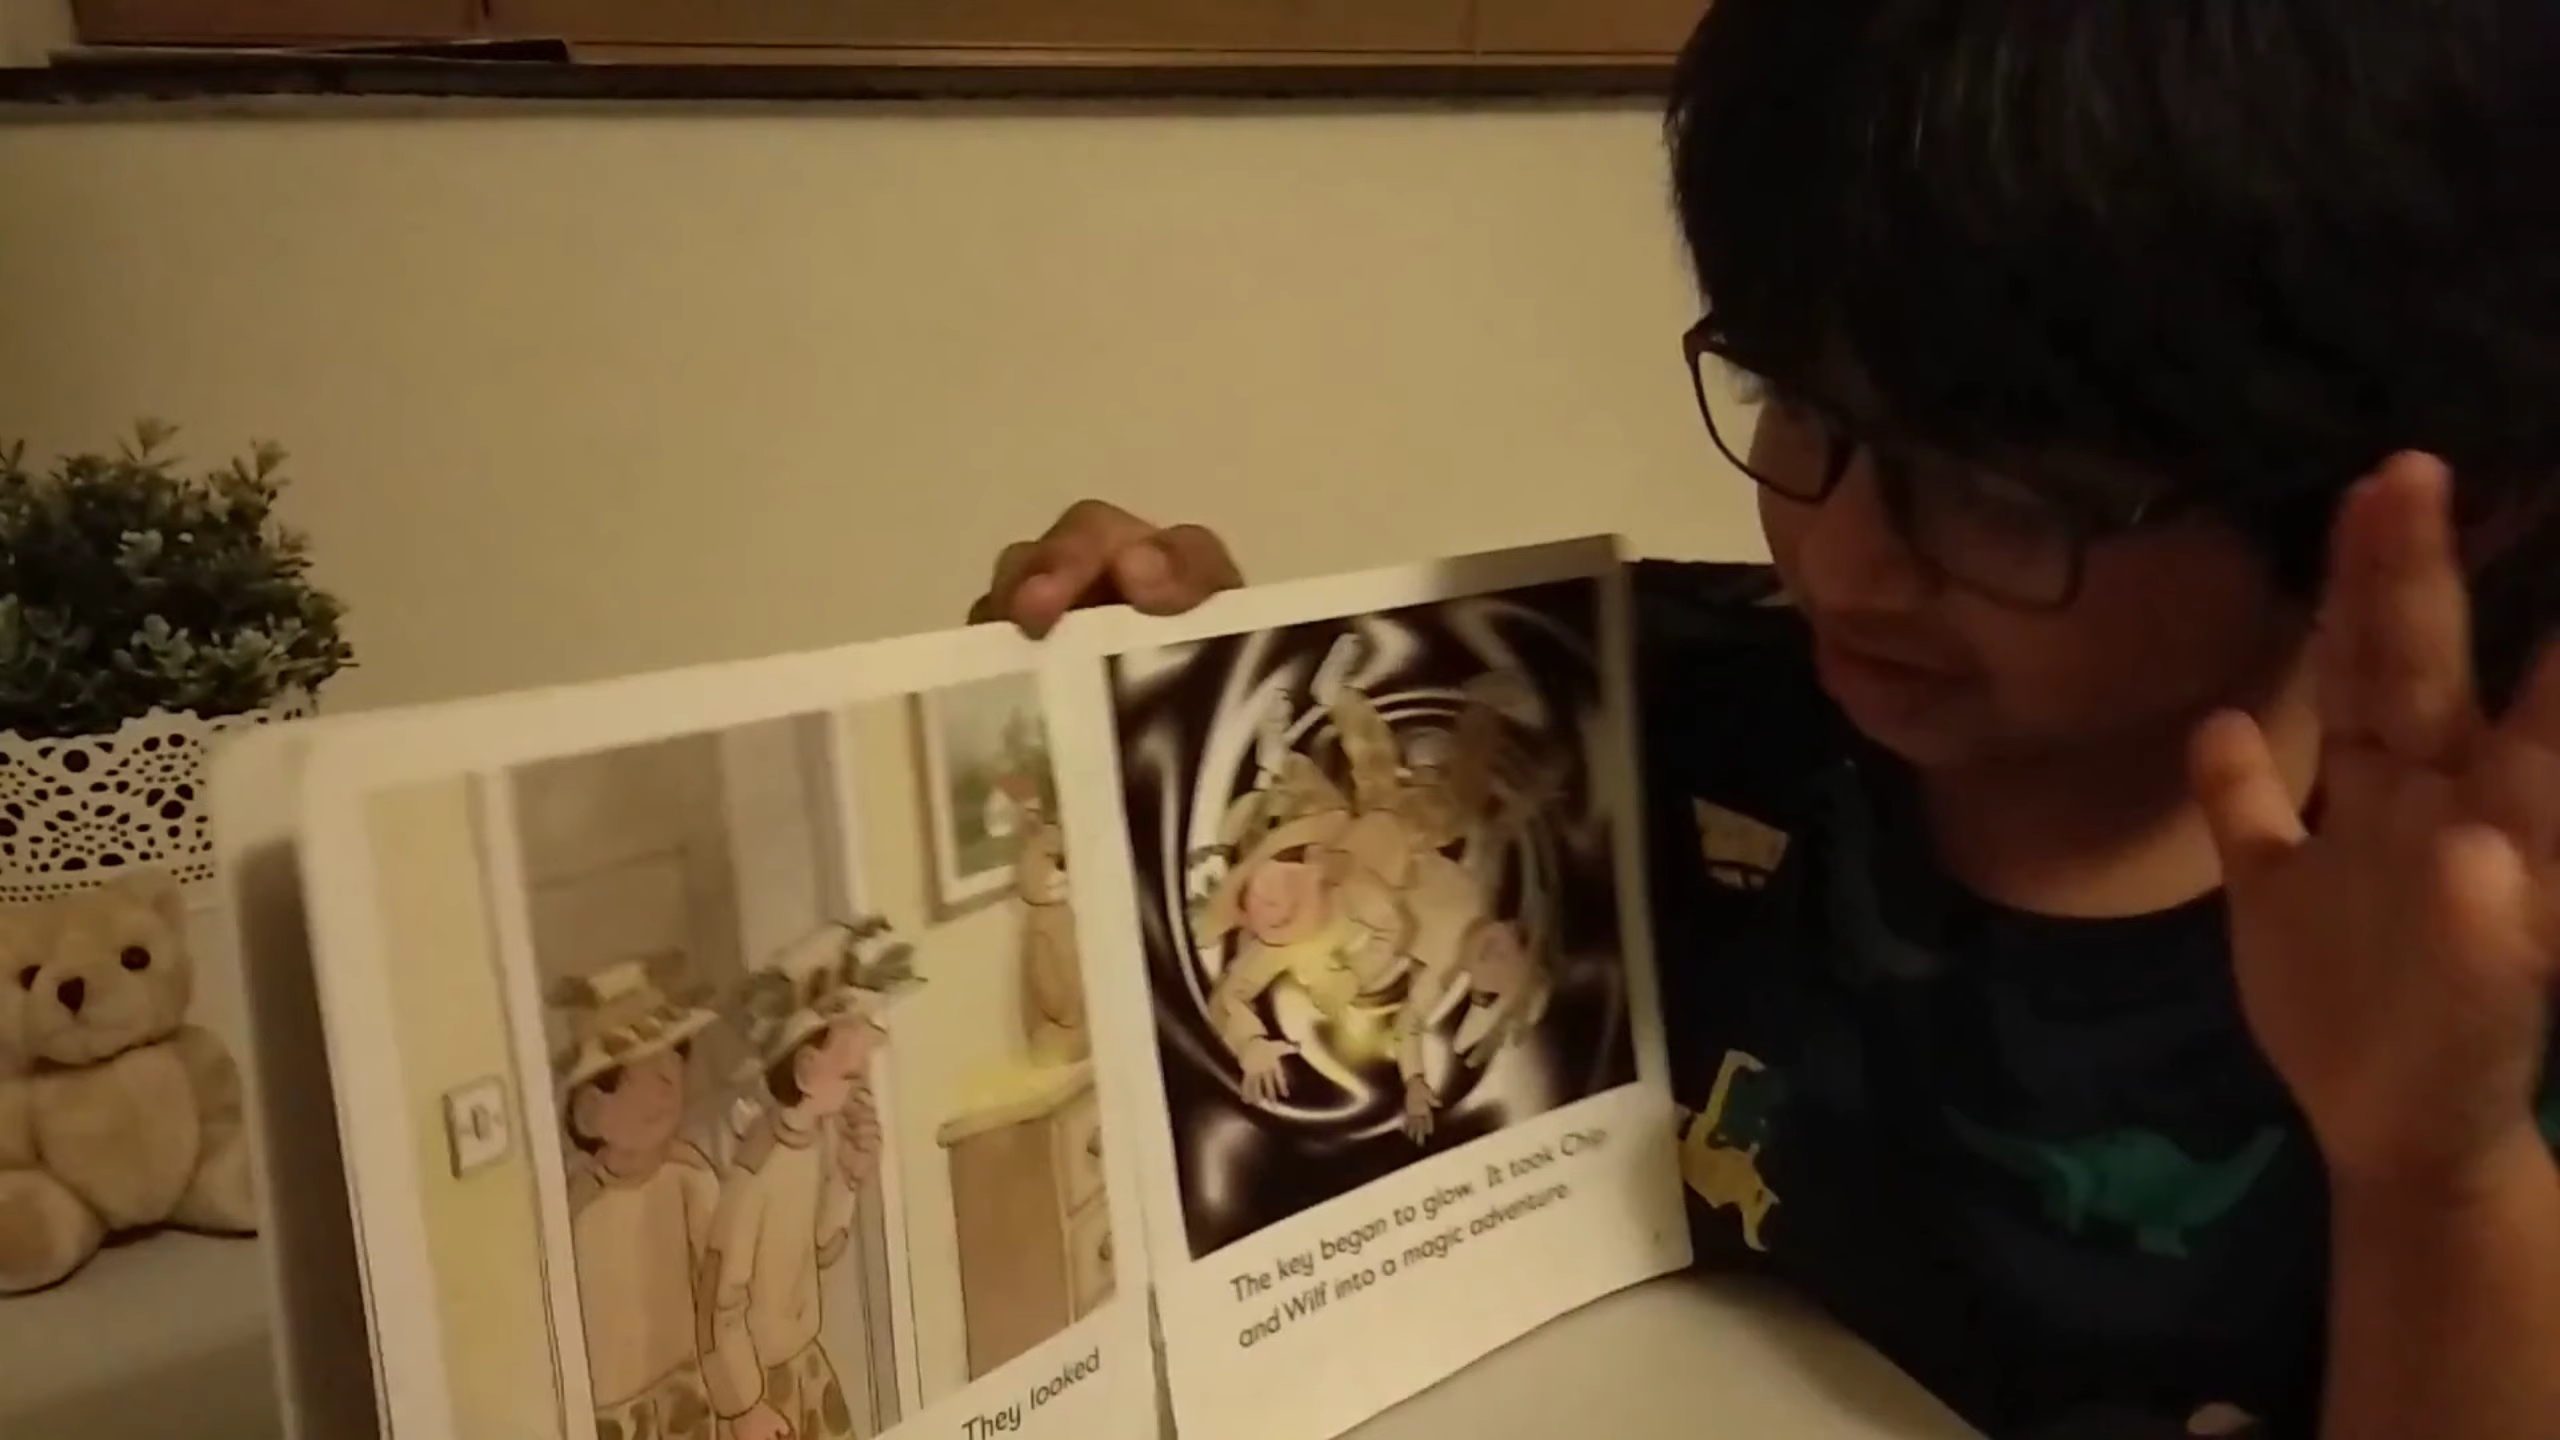 They looked
The key began to glow. It took Chip
and Wilf into a magic adventure.